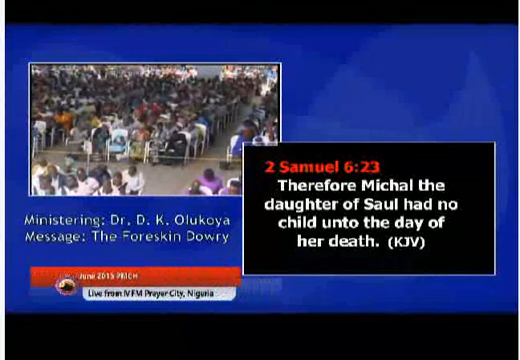 2 Samuel 6:23
Therefore Michal the
daughter of Saul had no
child unto the day of
her death. (KJV)
Ministering: Dr. D. K. Olukoya
Message: The Foreskin Dowry
June 2015 PMCH
Live from MFM Prayer City, Nigeria